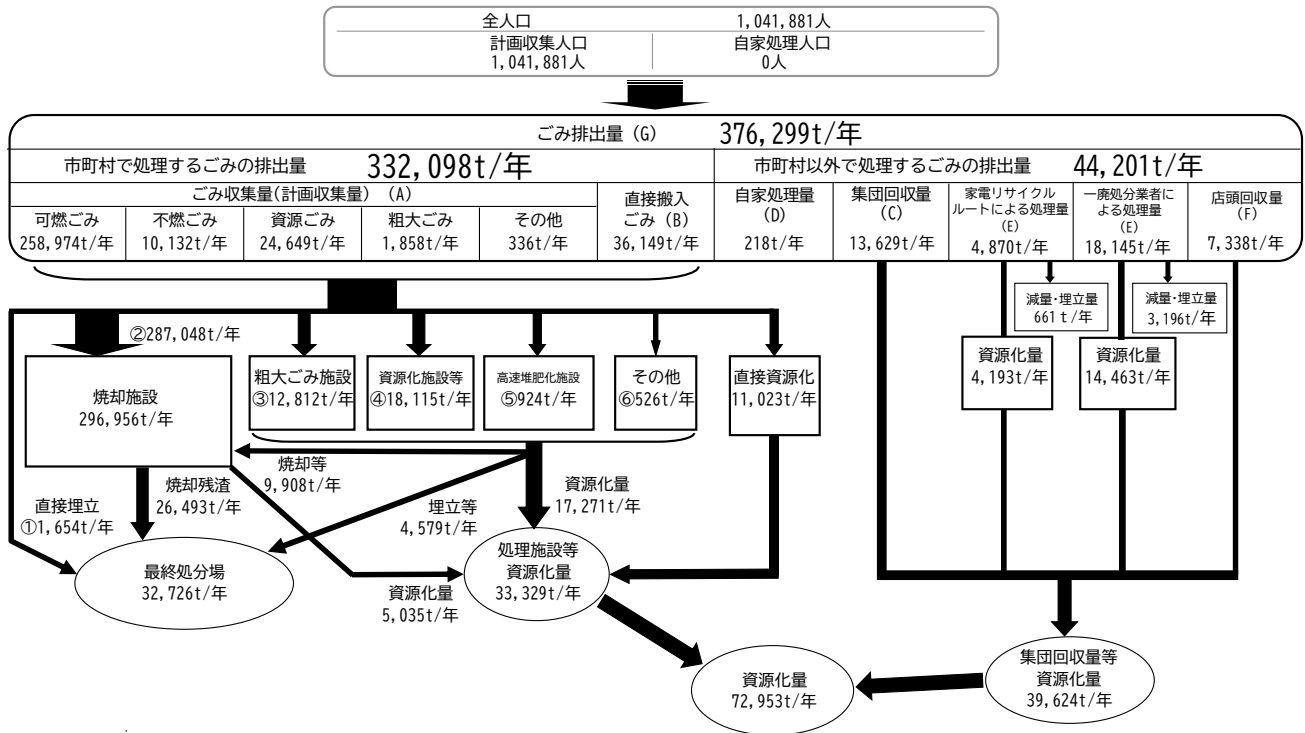 全人口 1,041,881人
計画収集人口 自家処理人口
1,041,881人 0人
ごみ排出量（G） 376,299t/年
市町村で処理するごみの排出量 332,098t/年 市町村以外で処理するごみの排出量 44,201t/年
ごみ収集量(計画収集量) (A)
可燃ごみ
258,974t/年
不燃ごみ
10,132t/年
資源ごみ
24,649t/年
粗大ごみ
1,858t/年
その他
336t/年
直接搬入
ごみ（B）
36,149t/年
自家処理量
(D)
218t/年
集団回収量
(C)
13,629t/年
家電リサイクル
ルートによる処理量
(E)
4,870t/年
一廃処分業者に
よる処理量
(E)
18,145t/年
店頭回収量
(F)
7,338t/年
減量・埋立量
661ｔ/年
減量・埋立量
3,196t/年
②287,048t/年
焼却施設
296,956t/年
粗大ごみ施設
③12,812t/年
資源化施設等
④18,115t/年
高速堆肥化施設
⑤924t/年
その他
⑥526t/年
直接資源化
11,023t/年
資源化量
4,193t/年
資源化量
14,463t/年
焼却等
9,908t/年
焼却残渣
26,493t/年
直接埋立
①1,654t/年
埋立等
4,579t/年
資源化量
17,271t/年
最終処分場
32,726t/年
資源化量
5,035t/年
処理施設等
資源化量
33,329t/年
資源化量
72,953t/年
集団回収量等
資源化量
39,624t/年